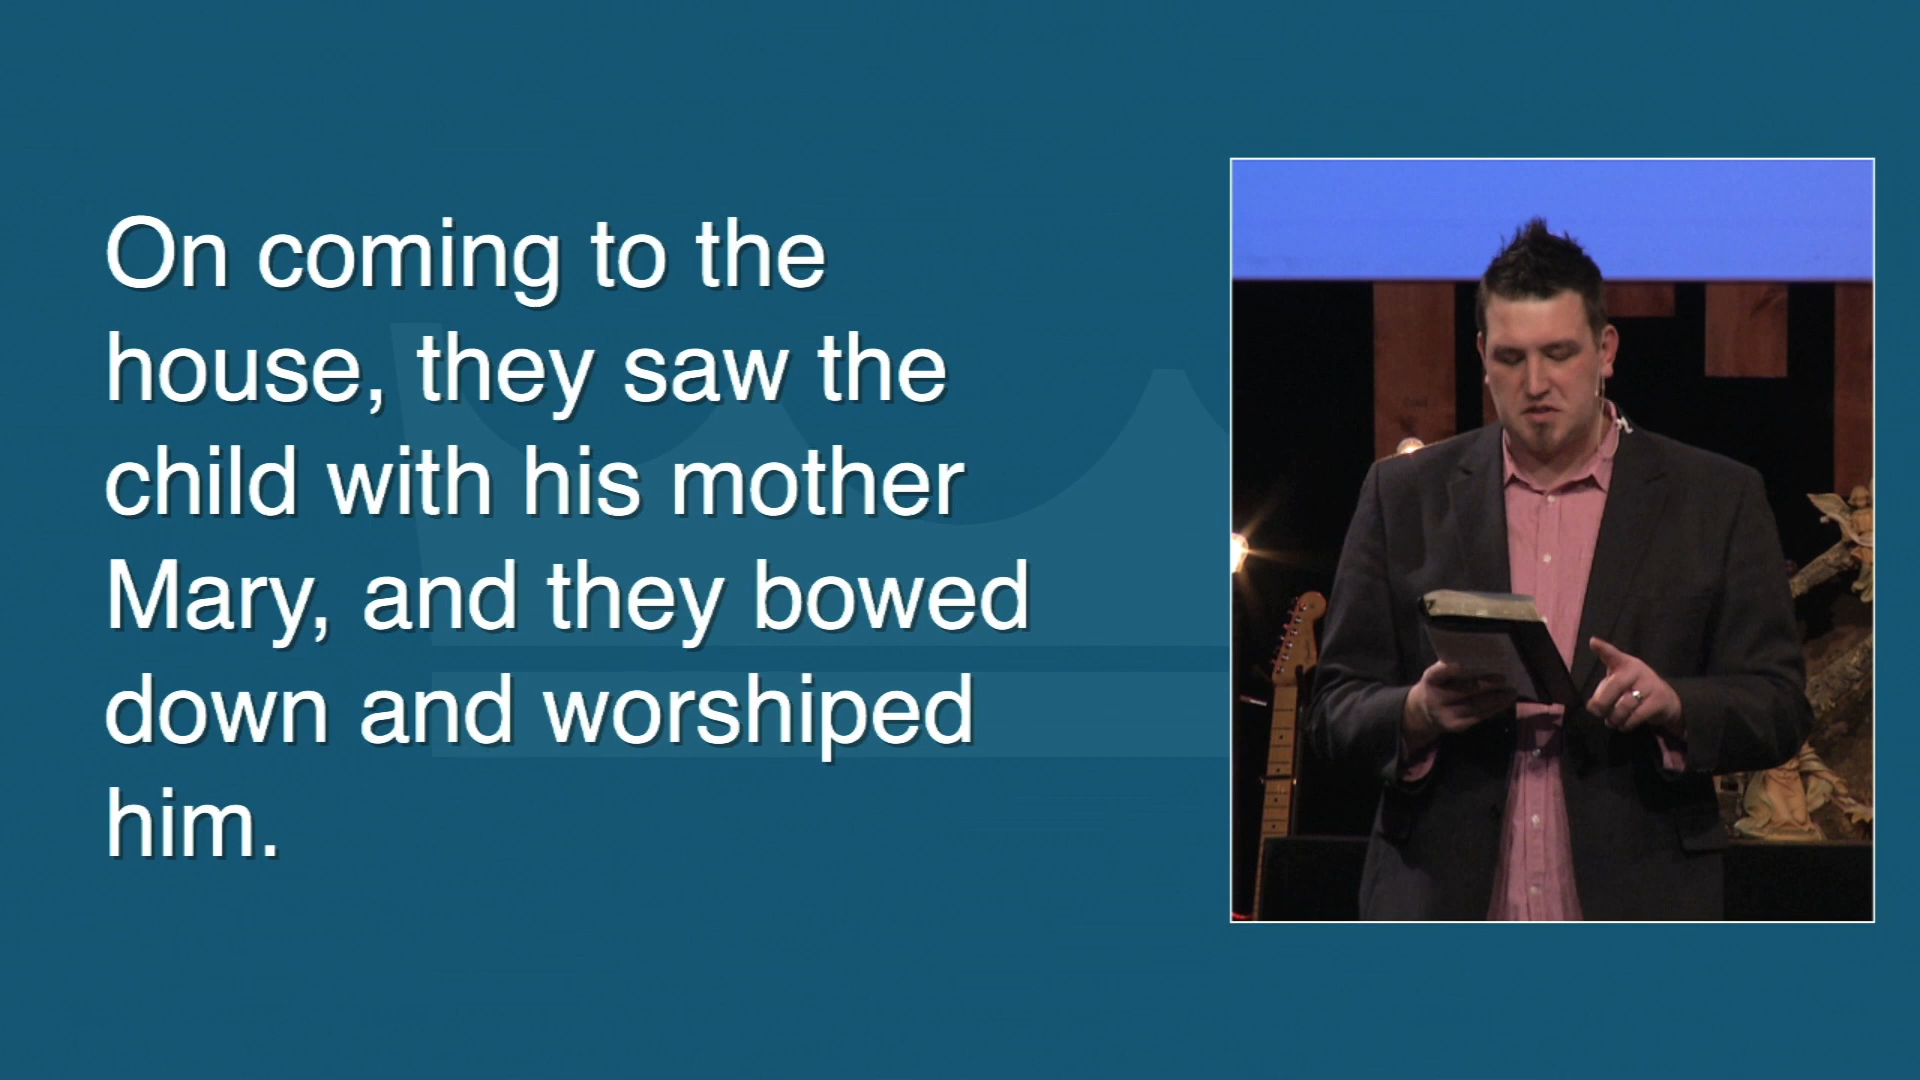 On coming to the
house, they saw the
child with his mother
Mary, and they bowed
down and worshiped
him.